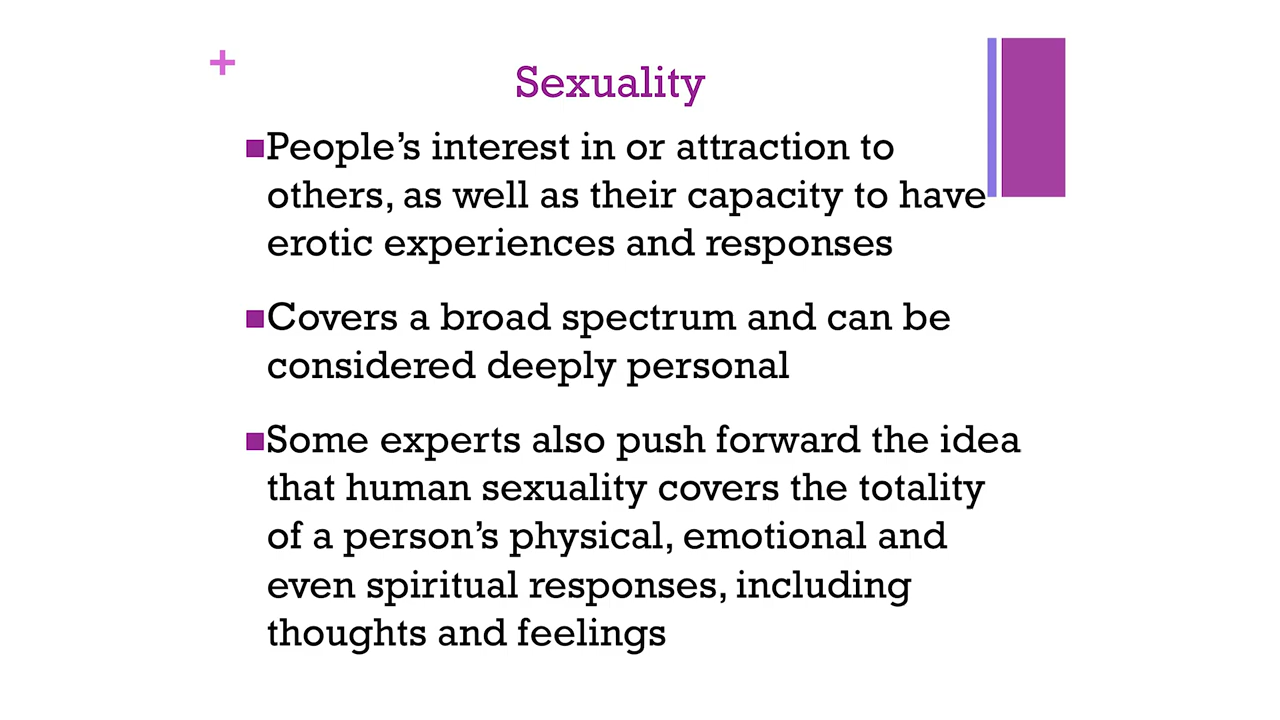 +
Sexuality
■People’s interest in or attraction to
others, as well as their capacity to have
erotic experiences and responses
■Covers a broad spectrum and can be
considered deeply personal
■Some experts also push forward the idea
that human sexuality covers the totality
of a person’s physical, emotional and
even spiritual responses, including
thoughts and feelings